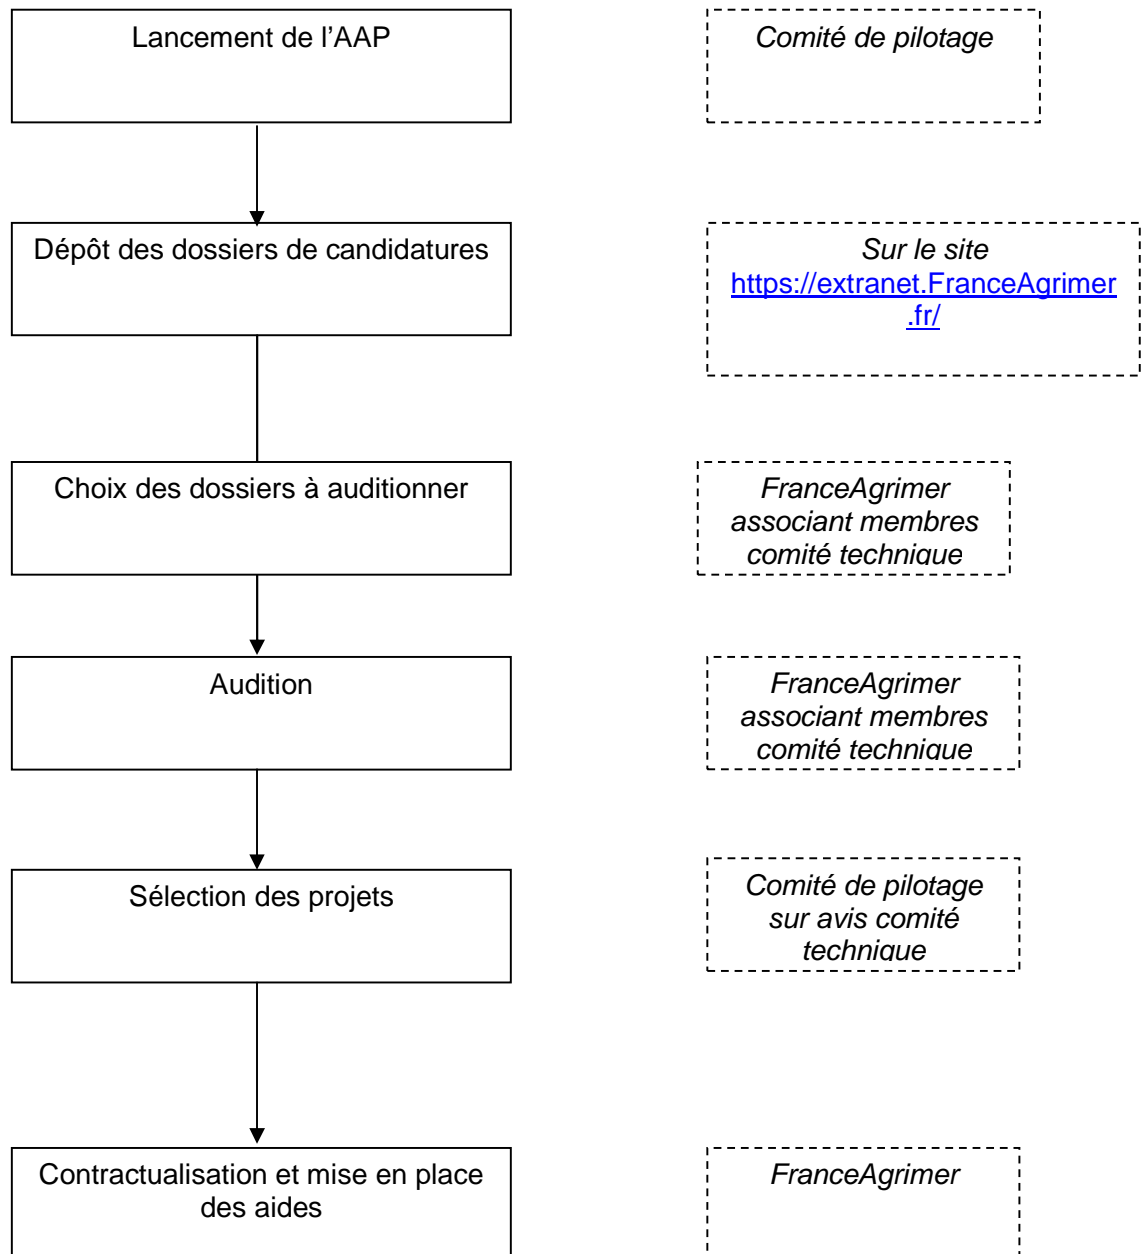 Lancement de l'AAP
Comité de pilotage
Dépôt des dossiers de candidatures
Sur le site
https://extranet.FranceAgrimer
.fr/
Choix des dossiers à auditionner
FranceAgrimer
associant membres
comité technique
Audition
FranceAgrimer
associant membres
comité technique
Sélection des projets
Comité de pilotage
sur avis comité
technique
Contractualisation et mise en place
des aides
FranceAgrimer